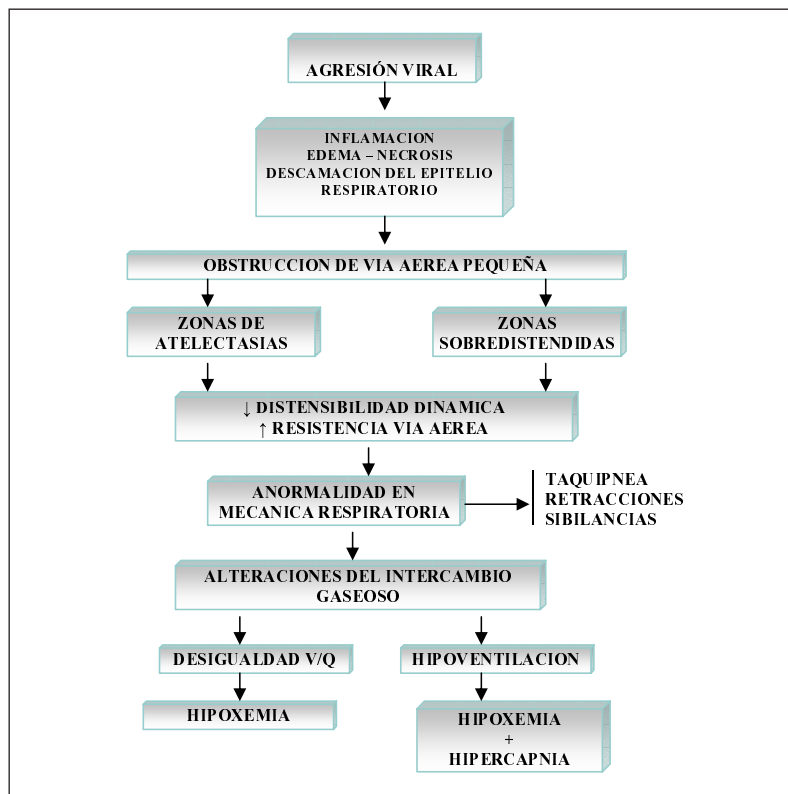 AGRESIÓN VIRAL
INFLAMACION
EDEMA – NECROSIS
DESCAMACION DEL EPITELIO
RESPIRATORIO
OBSTRUCCION DE VIA AEREA PEQUEÑA
ZONAS DE
ATELECTASIAS
ZONAS
SOBREDISTENDIDAS
↓ DISTENSIBILIDAD DINAMICA
↑ RESISTENCIA VIA AEREA
ANORMALIDAD EN
MECANICA RESPIRATORIA
TAQUIPNEA
RETRACCIONES
SIBILANCIAS
ALTERACIONES DEL INTERCAMBIO
GASEOSO
DESIGUALDAD V/Q
HIPOVENTILACION
HIPOXEMIA
HIPOXEMIA
+
HIPERCAPNIA